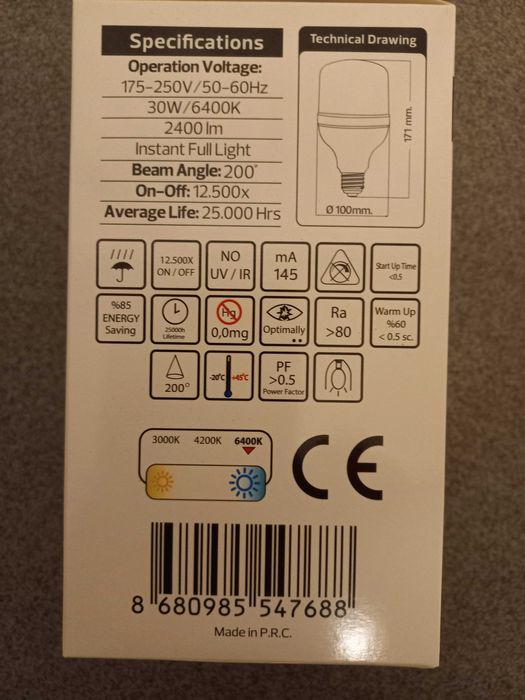 Specifications
Operation Voltage:
175-250V/50-60Hz
30W/6400K
2400 lm
Instant Full Light
Beam Angle: 200°
On-Off: 12.500x
Average Life: 25.000 Hrs
Technical Drawing
171 mm.
Ø 100mm.
12.500X
ON / OFF
NO
UV / IR
mA
145
Start Up Time
<0.5
%85
ENERGY
Saving
25000h
Lifetime
Hg
0,0mg
Optimally
Ra
>80
Warm Up
%60
< 0.5 sc.
200°
-20°C
+45°C
PF
>0.5
Power Factor
3000K 4200K 6400K
CE
8 680985 547688
Made in P.R.C.